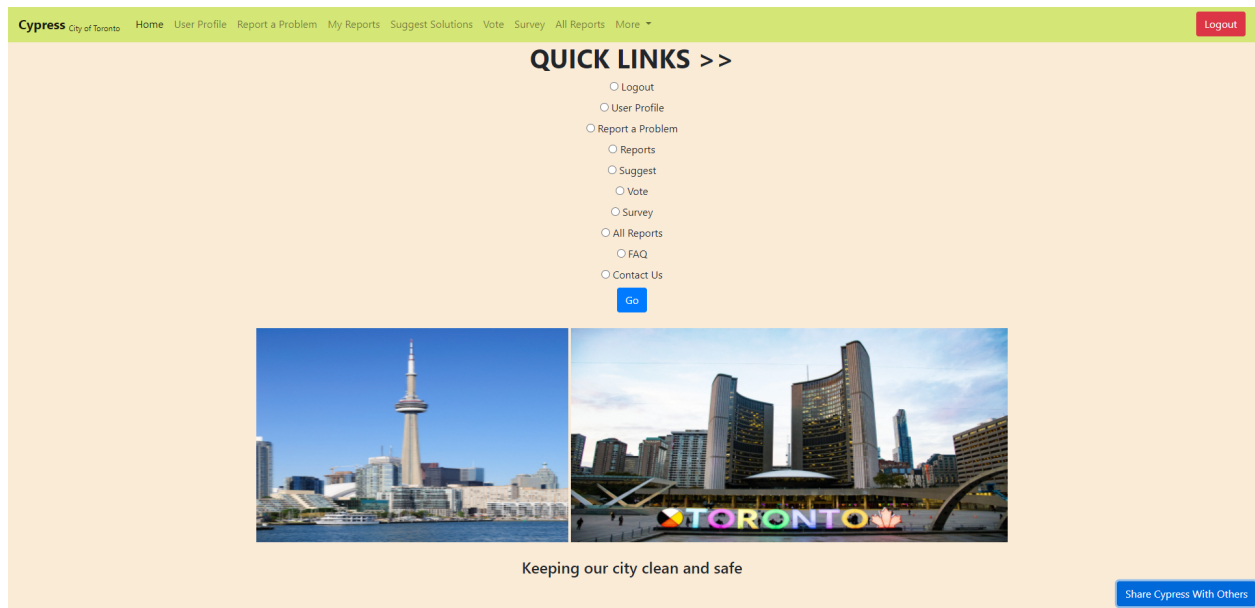 Cypress City of Toronto Home User Profile Report a Problem My Reports Suggest Solutions Vote Survey All Reports More Logout
QUICK LINKS >>
Logout
User Profile
Report a Problem
Reports
Suggest
Vote
Survey
All Reports
FAQ
Contact Us
Go
TORONTO
Keeping our city clean and safe
Share Cypress With Others